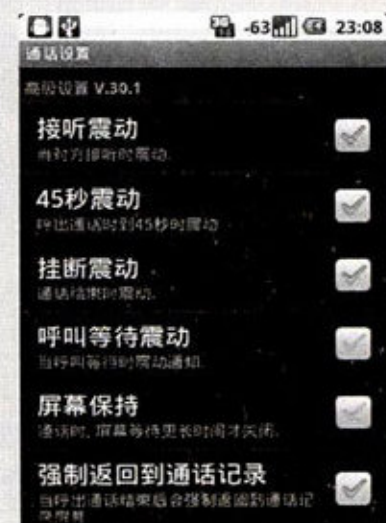 3G -63 23:08
通话设置
高级设置 V.30.1
接听震动
当对方接听时震动.
45秒震动
呼出通话时到45秒时震动
挂断震动
通话结束时震动.
呼叫等待震动
当呼叫等待时震动通知.
屏幕保持
通话时, 屏幕等待更长时间才关闭.
强制返回到通话记录
当呼出通话结束后会强制返回到通话记
录屏幕